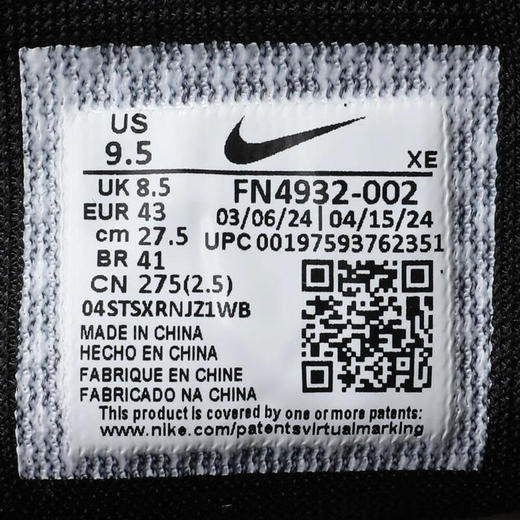 US
9.5
XE
UK 8.5
EUR 43
cm 27.5
BR 41
CN 275(2.5)
FN4932-002
03/06/24 | 04/15/24
UPC 00197593762351
04STSXRNJZ1WB
MADE IN CHINA
HECHO EN CHINA
FABRIQUE EN CHINE
FABRICADO NA CHINA
This product is covered by one or more patents:
www.nike.com/patentsvirtualmarking